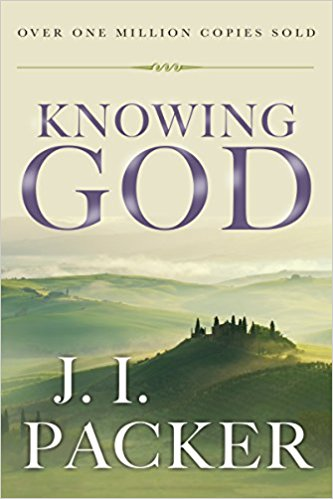 OVER ONE MILLION COPIES SOLD
KNOWING
GOD
J. I.
PACKER